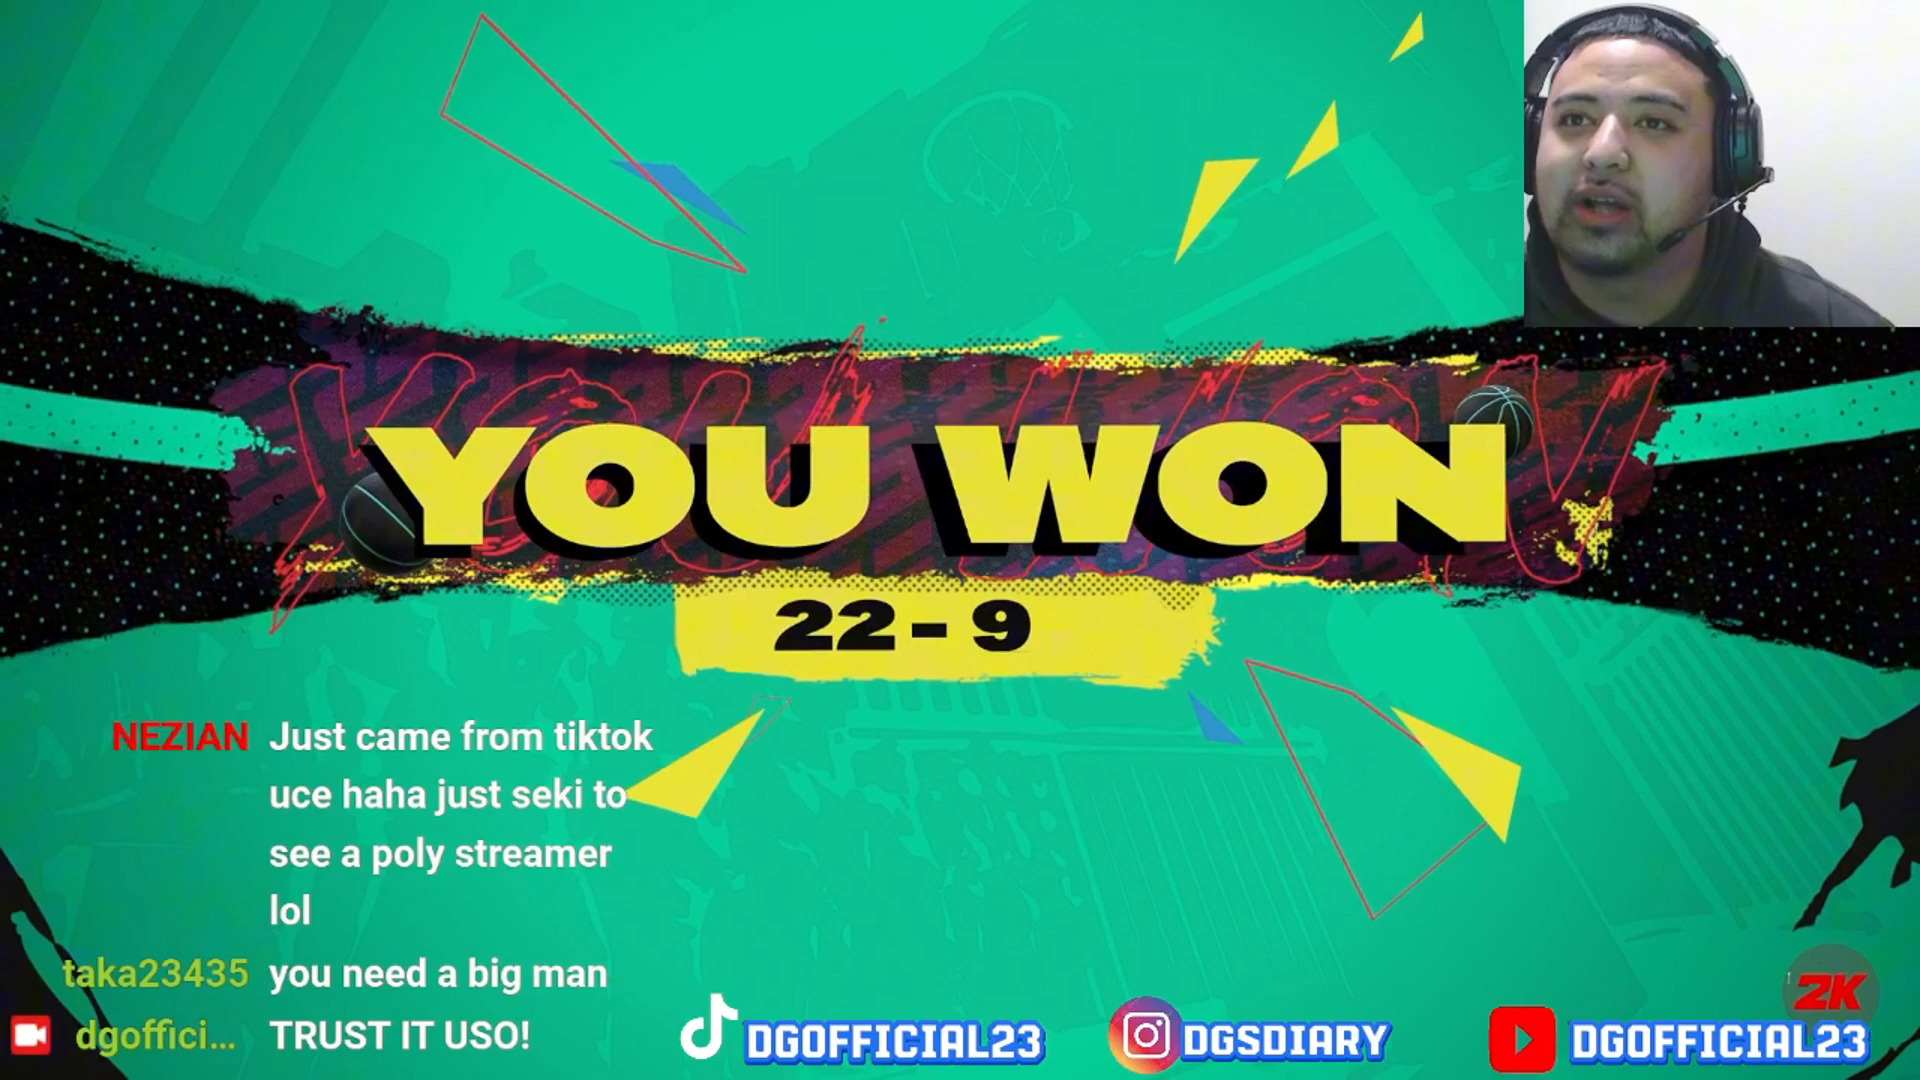 YOU WON
22 - 9
NEZIAN Just came from tiktok
uce haha just seki to
see a poly streamer
lol
taka23435 you need a big man
dgoffici... TRUST IT USO!
2K
DGOFFICIAL23 DGSDIARY DGOFFICIAL23